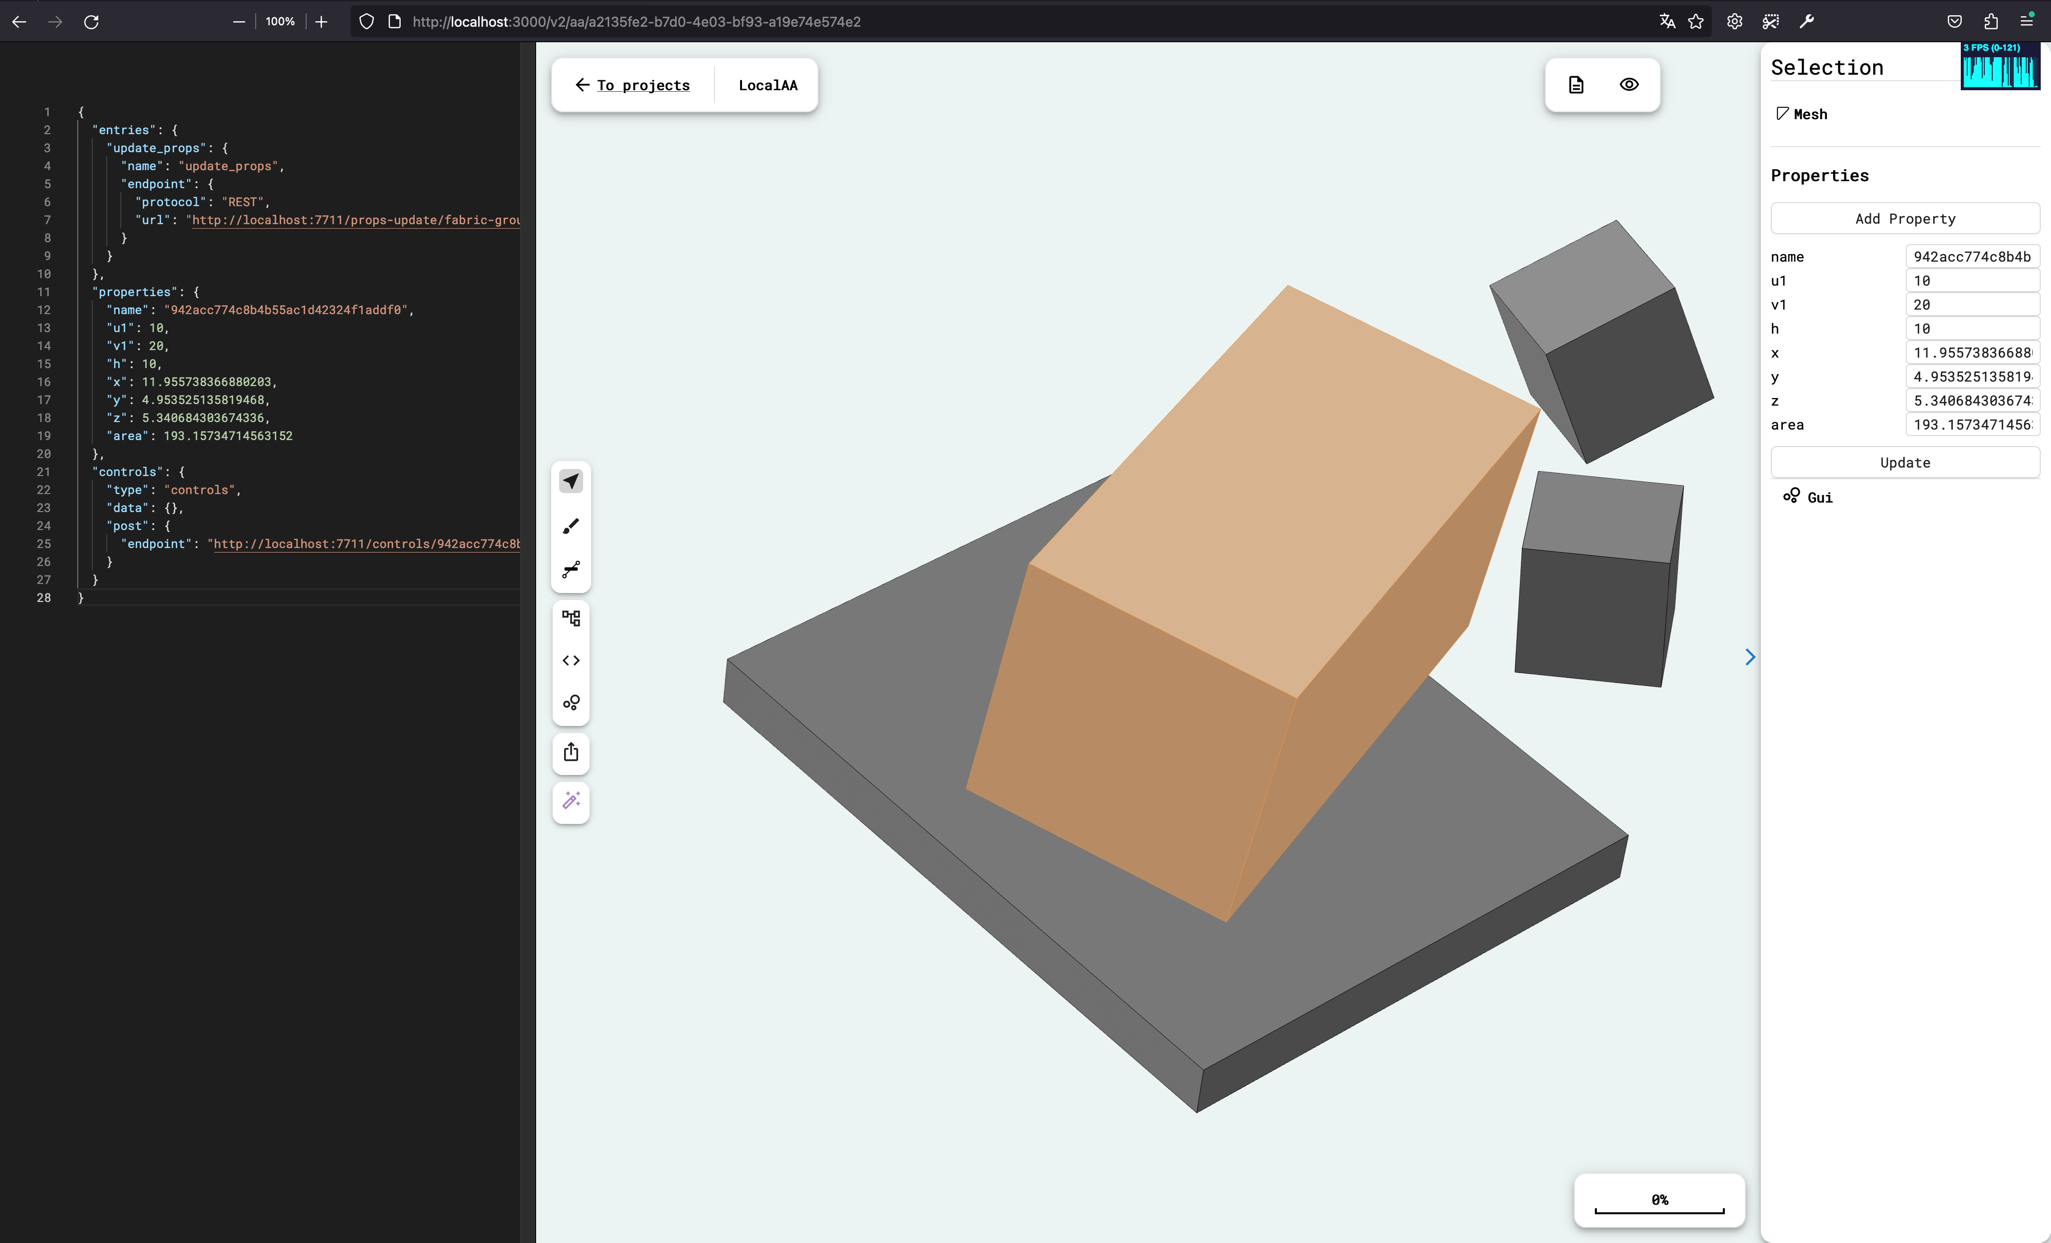 100%
http://localhost:3000/v2/aa/a2135fe2-b7d0-4e03-bf93-a19e74e574e2
1 {
2 "entries": {
3 "update_props": {
4 "name": "update_props",
5 "endpoint": {
6 "protocol": "REST",
7 "url": "http://localhost:7711/props-update/fabric-grou
8 }
9 }
10 },
11 "properties": {
12 "name": "942acc774c8b4b55ac1d42324f1addf0",
13 "u1": 10,
14 "v1": 20,
15 "h": 10,
16 "x": 11.955738366880203,
17 "y": 4.953525135819468,
18 "z": 5.340684303674336,
19 "area": 193.15734714563152
20 },
21 "controls": {
22 "type": "controls",
23 "data": {},
24 "post": {
25 "endpoint": "http://localhost:7711/controls/942acc774c8b
26 }
27 }
28 }
To projects
LocalAA
0%
3 FPS (0-121)
Selection
Mesh
Properties
Add Property
name 942acc774c8b4b
u1 10
v1 20
h 10
x 11.95573836688
y 4.953525135819
z 5.34068430367
area 193.1573471456
Update
Gui